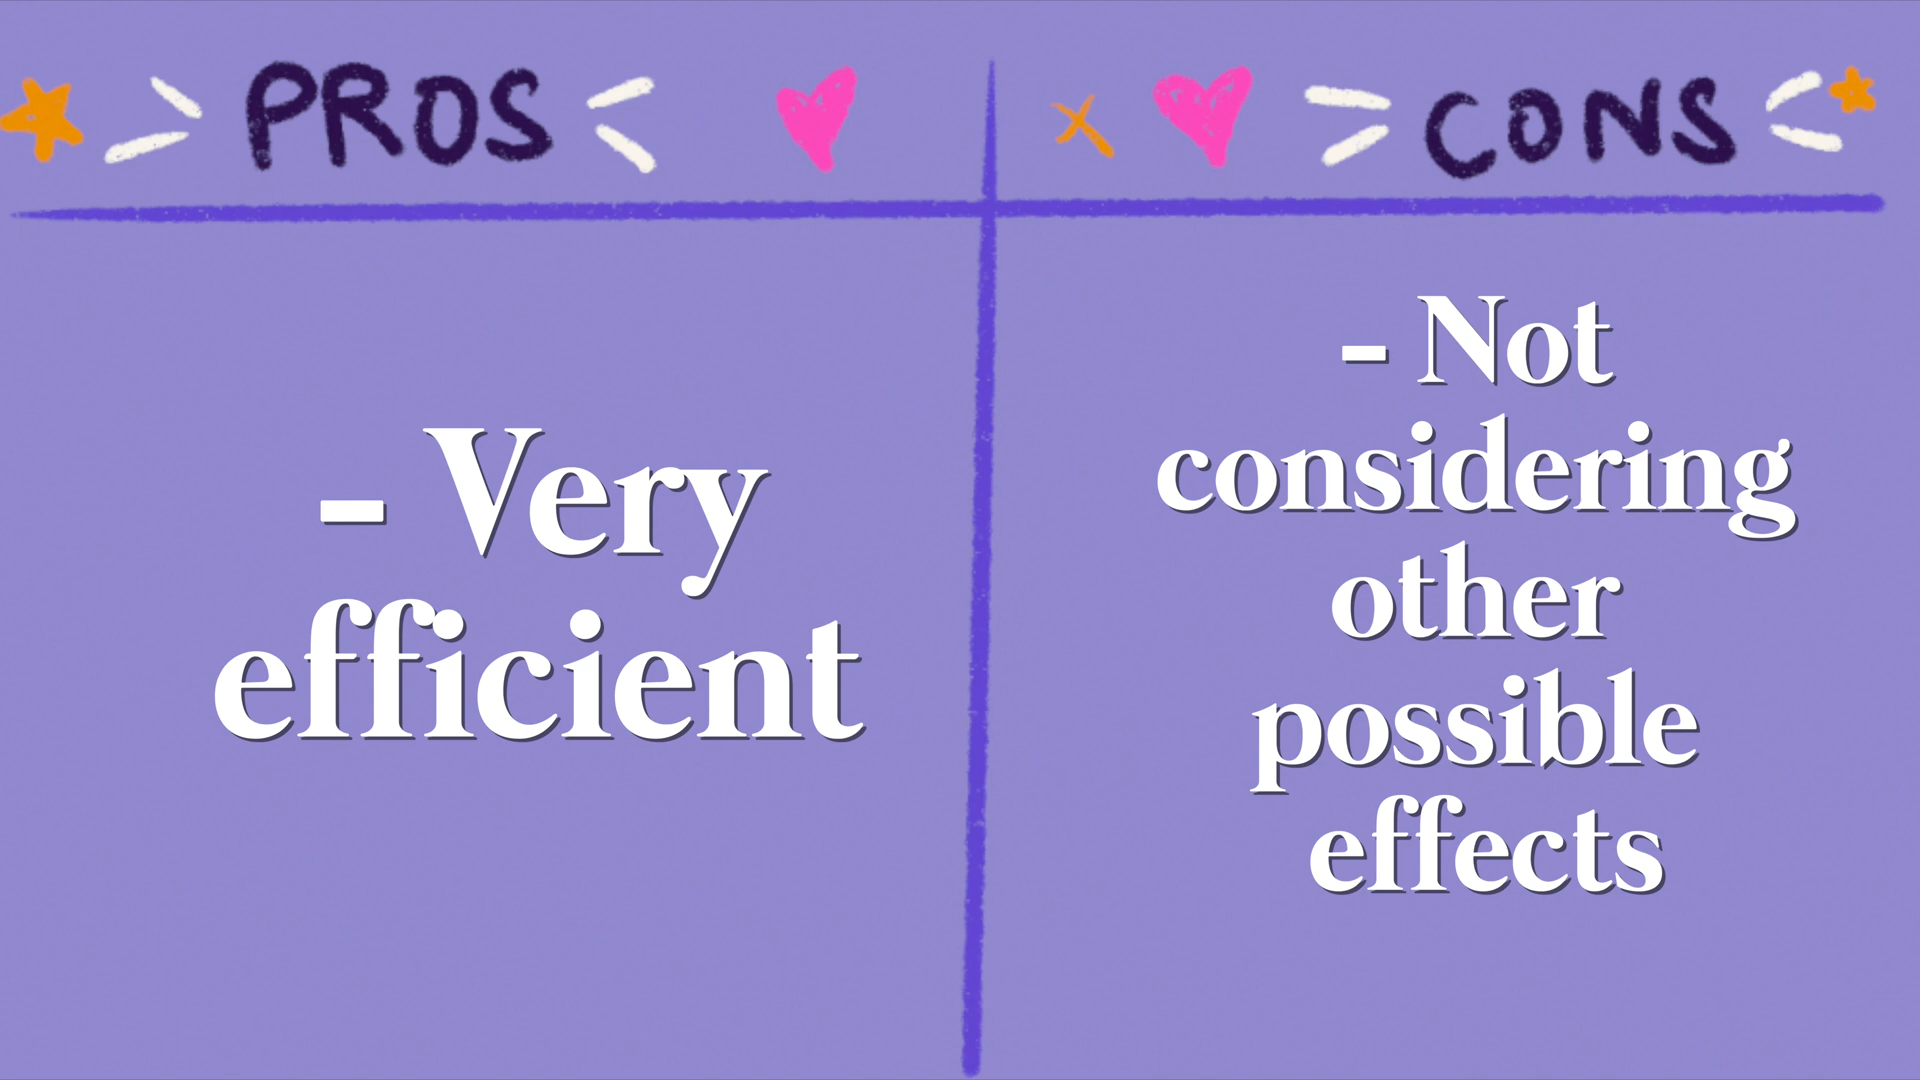 PROS
CONS
- Very
efficient
- Not
considering
other
possible
effects